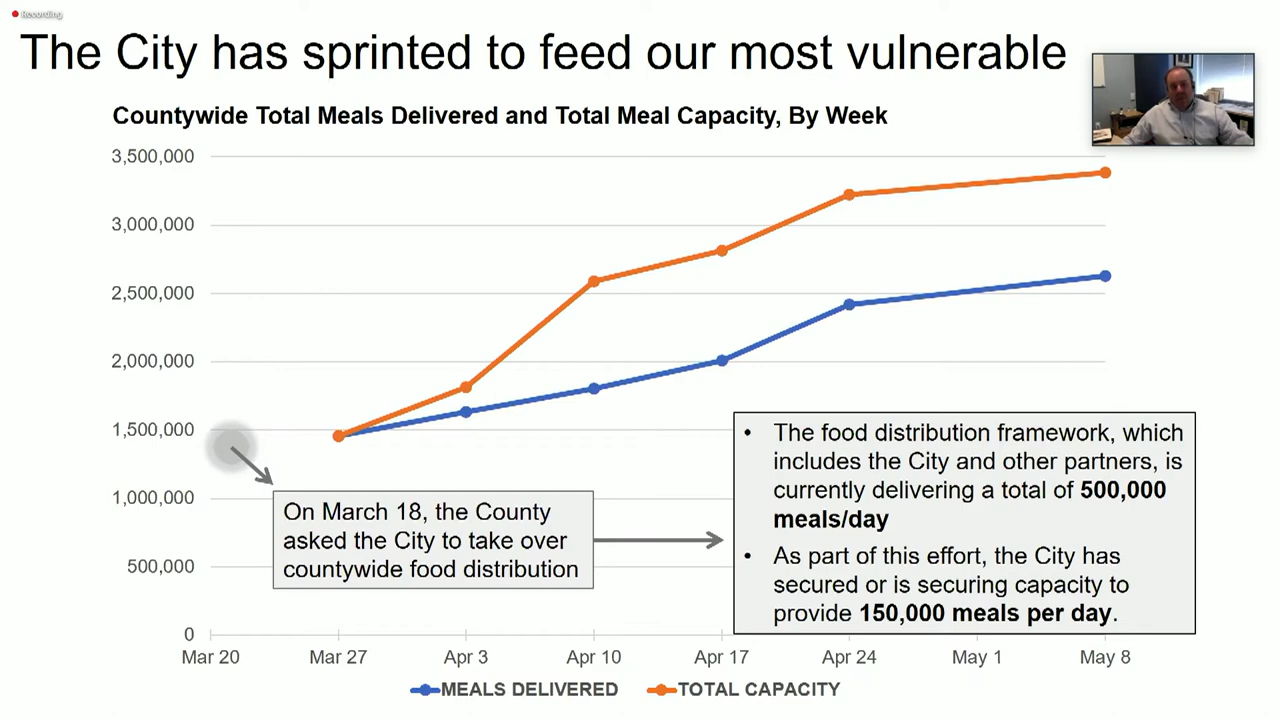 Recording
The City has sprinted to feed our most vulnerable
Countywide Total Meals Delivered and Total Meal Capacity, By Week
3,500,000
3,000,000
2,500,000
2,000,000
1,500,000
1,000,000
500,000
0
Mar 20 Mar 27 Apr 3 Apr 10 Apr 17 Apr 24 May 1 May 8
On March 18, the County
asked the City to take over
countywide food distribution
• The food distribution framework, which
includes the City and other partners, is
currently delivering a total of 500,000
meals/day
• As part of this effort, the City has
secured or is securing capacity to
provide 150,000 meals per day.
MEALS DELIVERED TOTAL CAPACITY